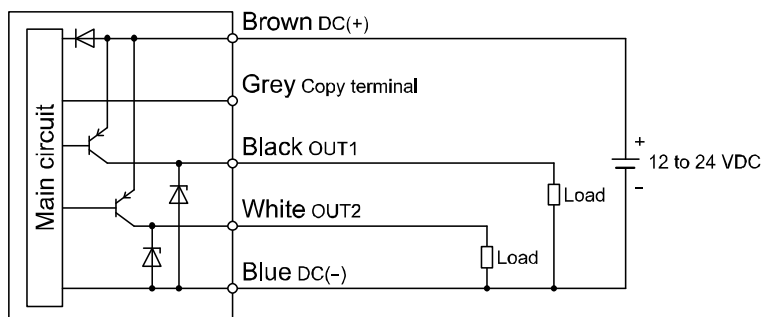 Brown DC(+)
Grey Copy terminal
Main circuit
Black OUT1
+
12 to 24 VDC
−
Load
White OUT2
Load
Blue DC(−)